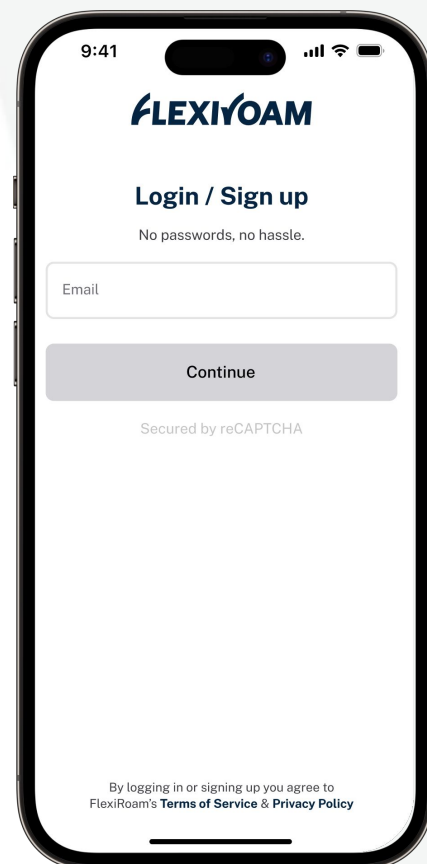 9:41
FLEXIROAM
Login / Sign up
No passwords, no hassle.
Email
Continue
Secured by reCAPTCHA
By logging in or signing up you agree to
FlexiRoam's Terms of Service & Privacy Policy